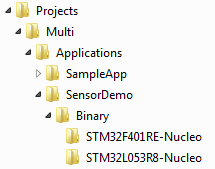 Projects
Multi
Applications
SampleApp
SensorDemo
Binary
STM32F401RE-Nucleo
STM32L053R8-Nucleo